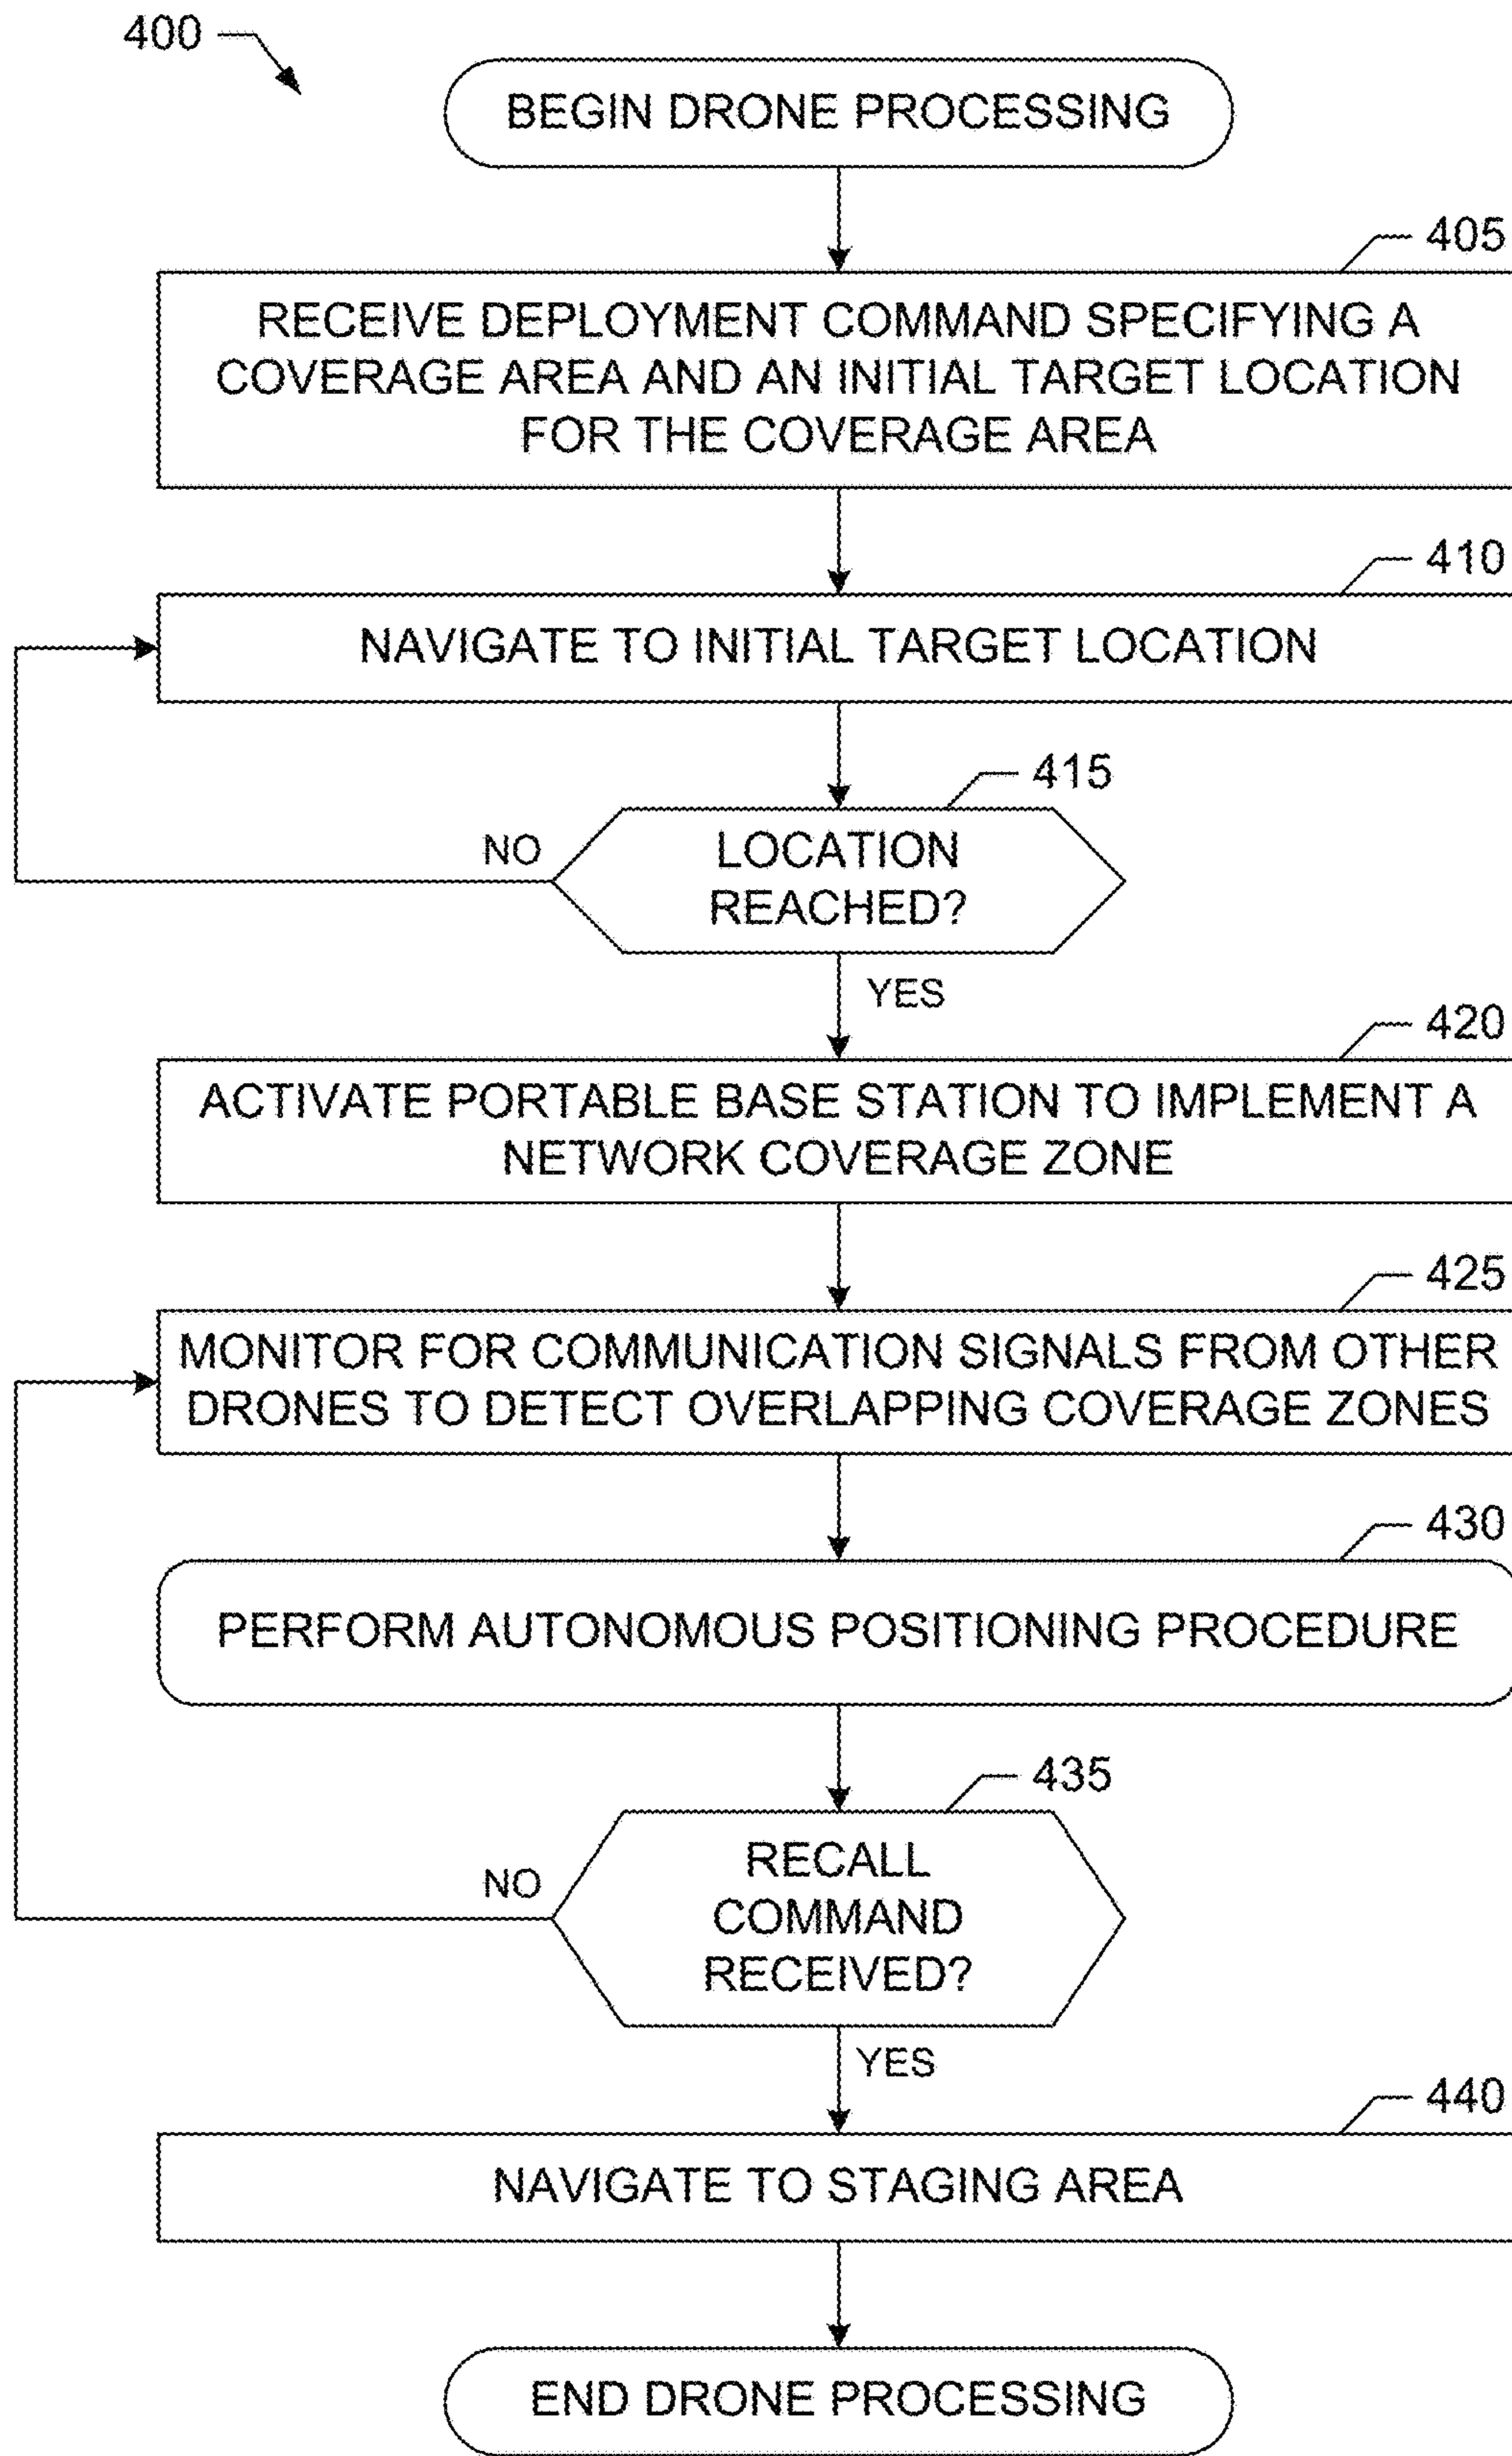 400
BEGIN DRONE PROCESSING
405
RECEIVE DEPLOYMENT COMMAND SPECIFYING A
COVERAGE AREA AND AN INITIAL TARGET LOCATION
FOR THE COVERAGE AREA
410
NAVIGATE TO INITIAL TARGET LOCATION
415
NO
LOCATION
REACHED?
YES
420
ACTIVATE PORTABLE BASE STATION TO IMPLEMENT A
NETWORK COVERAGE ZONE
425
MONITOR FOR COMMUNICATION SIGNALS FROM OTHER
DRONES TO DETECT OVERLAPPING COVERAGE ZONES
430
PERFORM AUTONOMOUS POSITIONING PROCEDURE
435
NO
RECALL
COMMAND
RECEIVED?
YES
440
NAVIGATE TO STAGING AREA
END DRONE PROCESSING